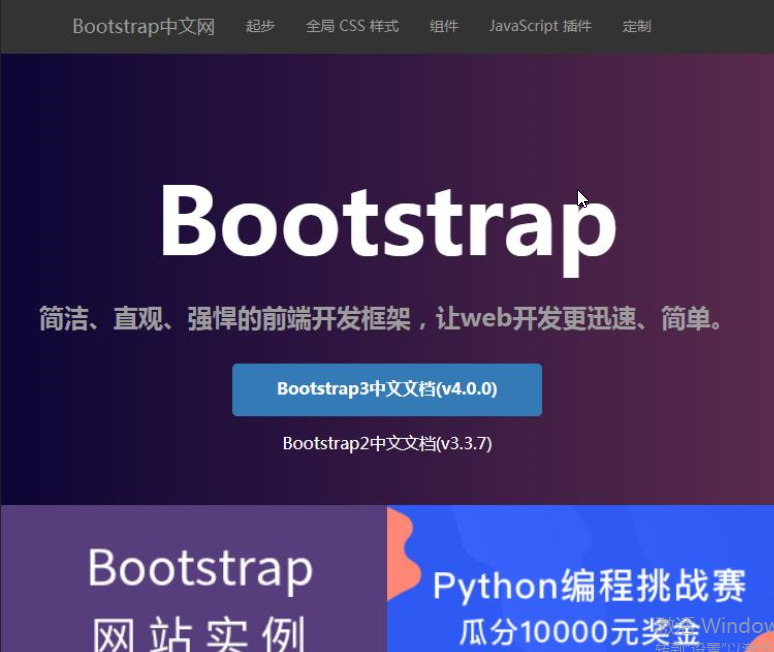 Bootstrap中文网 起步 全局 CSS 样式 组件 JavaScript 插件 定制
Bootstrap
简洁、直观、强悍的前端开发框架，让web开发更迅速、简单。
Bootstrap3中文文档(v4.0.0)
Bootstrap2中文文档(v3.3.7)
Bootstrap
网站实例
Python编程挑战赛
瓜分10000元奖金
激活 Window
转到"设置"以